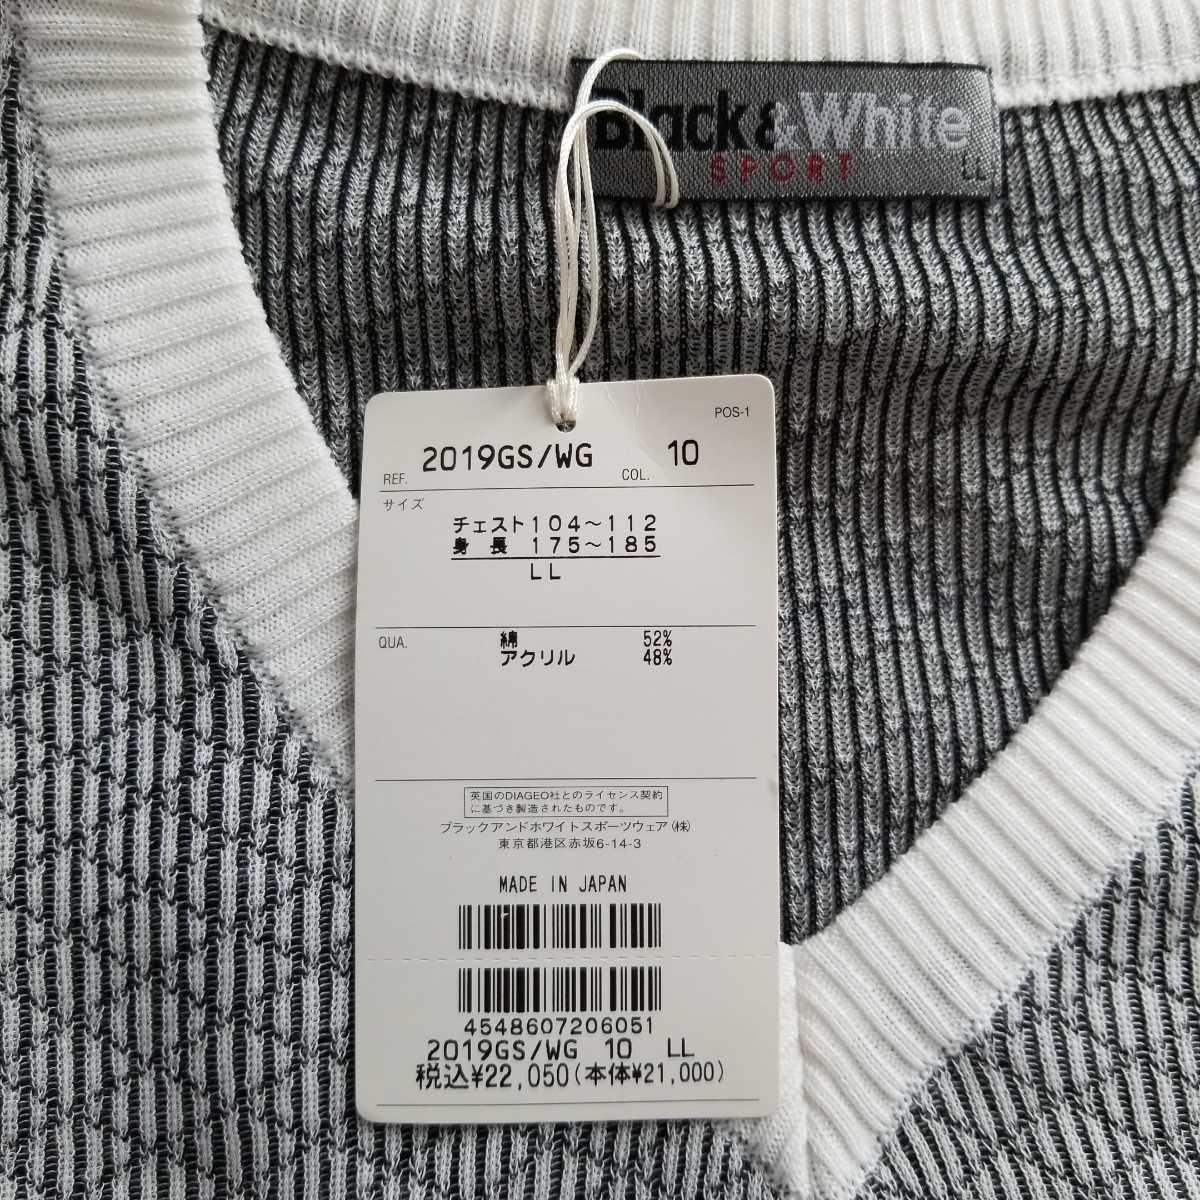 Black&White
SPORT
LL
POS-1
REF. 2019GS/WG COL. 10
サイズ
チェスト104~112
身長 175~185
LL
QUA. 綿 52%
アクリル 48%
英国のDIAGEO社とのライセンス契約
に基づき製造されたものです。
ブラックアンドホワイトスポーツウェア(株)
東京都港区赤坂6-14-3
MADE IN JAPAN
4548607206051
2019GS/WG 10 LL
税込¥22,050(本体¥21,000)